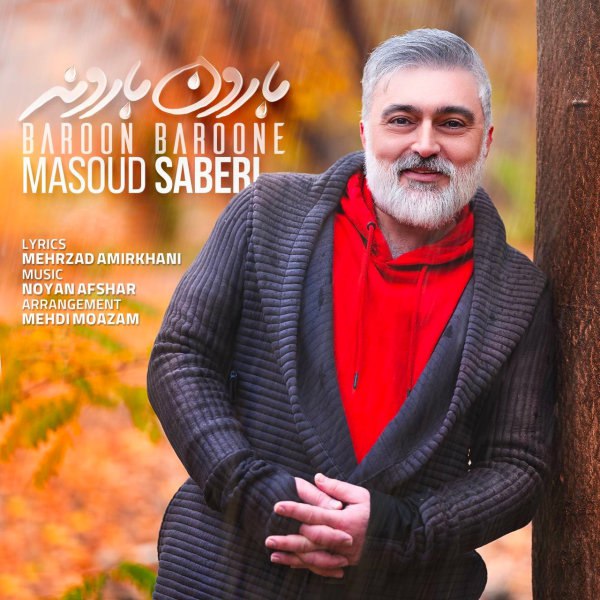 بارون بارونه
BAROON BAROONE
MASOUD SABERI
LYRICS
MEHRZAD AMIRKHANI
MUSIC
NOYAN AFSHAR
ARRANGEMENT
MEHDI MOAZAM